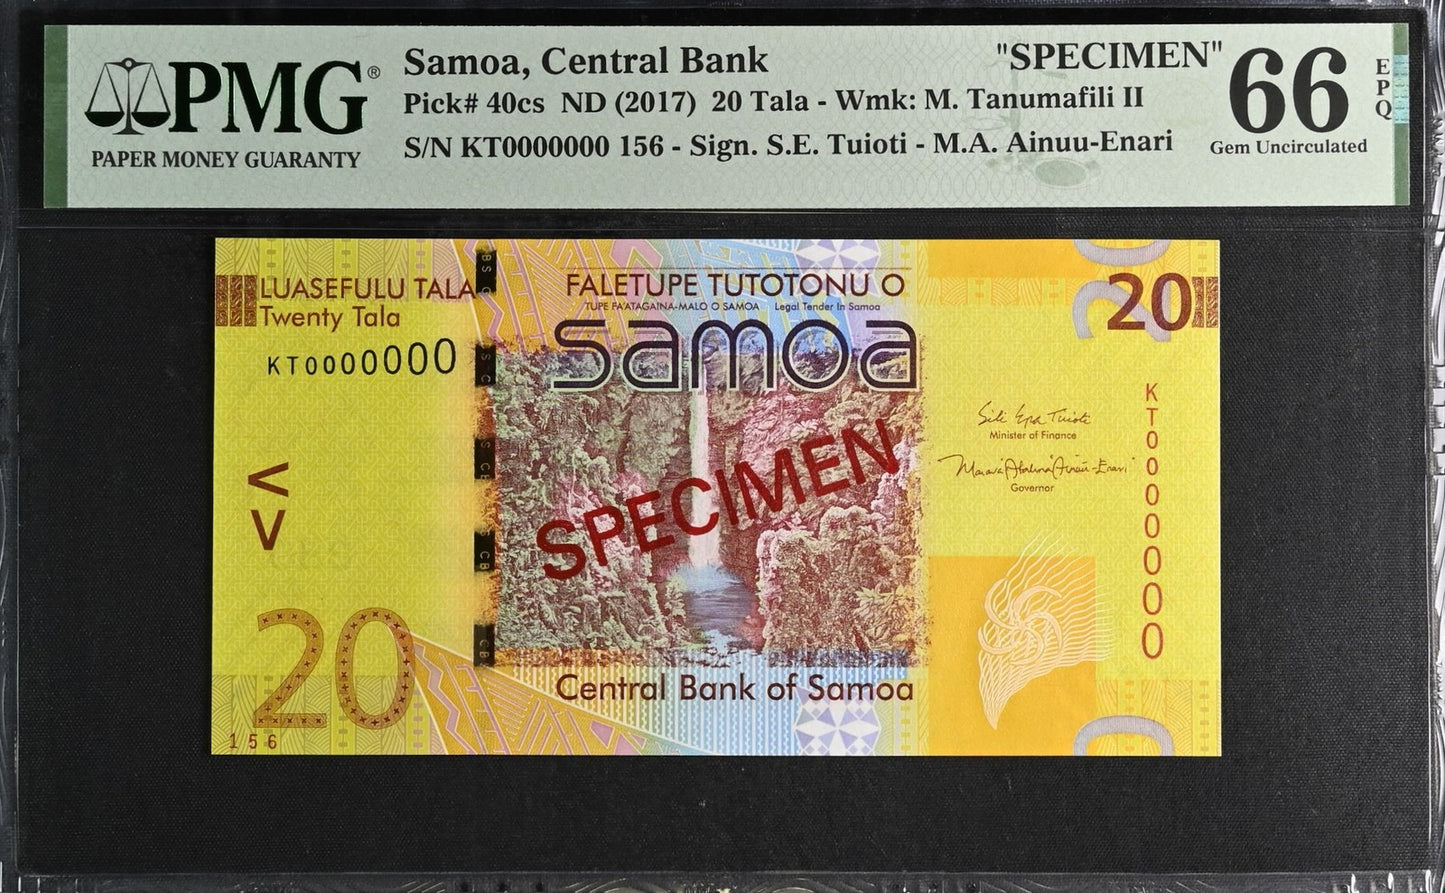 PMG®
PAPER MONEY GUARANTY
Samoa, Central Bank "SPECIMEN"
Pick# 40cs ND (2017) 20 Tala - Wmk: M. Tanumafili II
S/N KT0000000 156 - Sign. S.E. Tuioti - M.A. Ainuu-Enari
66
EPQ
Gem Uncirculated
LUASEFULU TALA
Twenty Tala
KT0000000
FALETUPE TUTOTONU O
TUPE FA'ATAGAINA-MALO O SAMOA Legal Tender In Samoa
samoa
20
SPECIMEN
Minister of Finance
Governor
KT0000000
20
156
Central Bank of Samoa